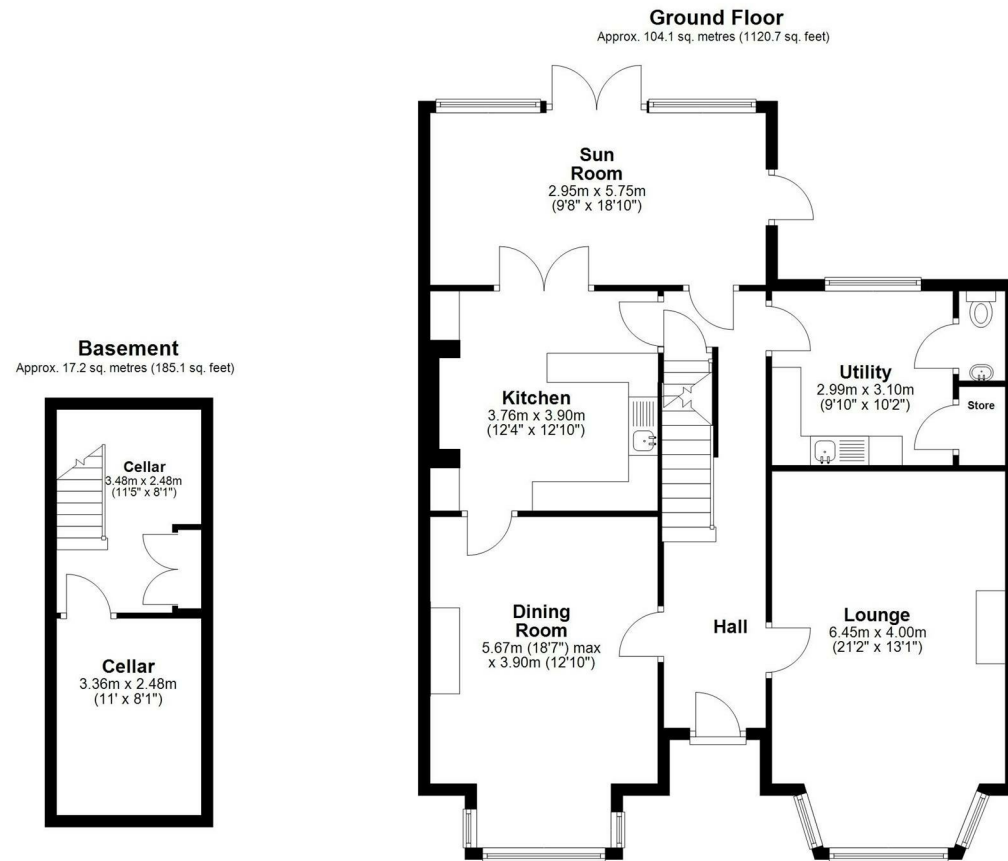 Ground Floor
Approx. 104.1 sq. metres (1120.7 sq. feet)
Sun
Room
2.95m x 5.75m
(9'8" x 18'10")
Basement
Approx. 17.2 sq. metres (185.1 sq. feet)
Cellar
3.48m x 2.48m
(11'5" x 8'1")
Cellar
3.36m x 2.48m
(11' x 8'1")
Kitchen
3.76m x 3.90m
(12'4" x 12'10")
Utility
2.99m x 3.10m
(9'10" x 10'2")
Store
Dining
Room
5.67m (18'7") max
x 3.90m (12'10")
Hall
Lounge
6.45m x 4.00m
(21'2" x 13'1")